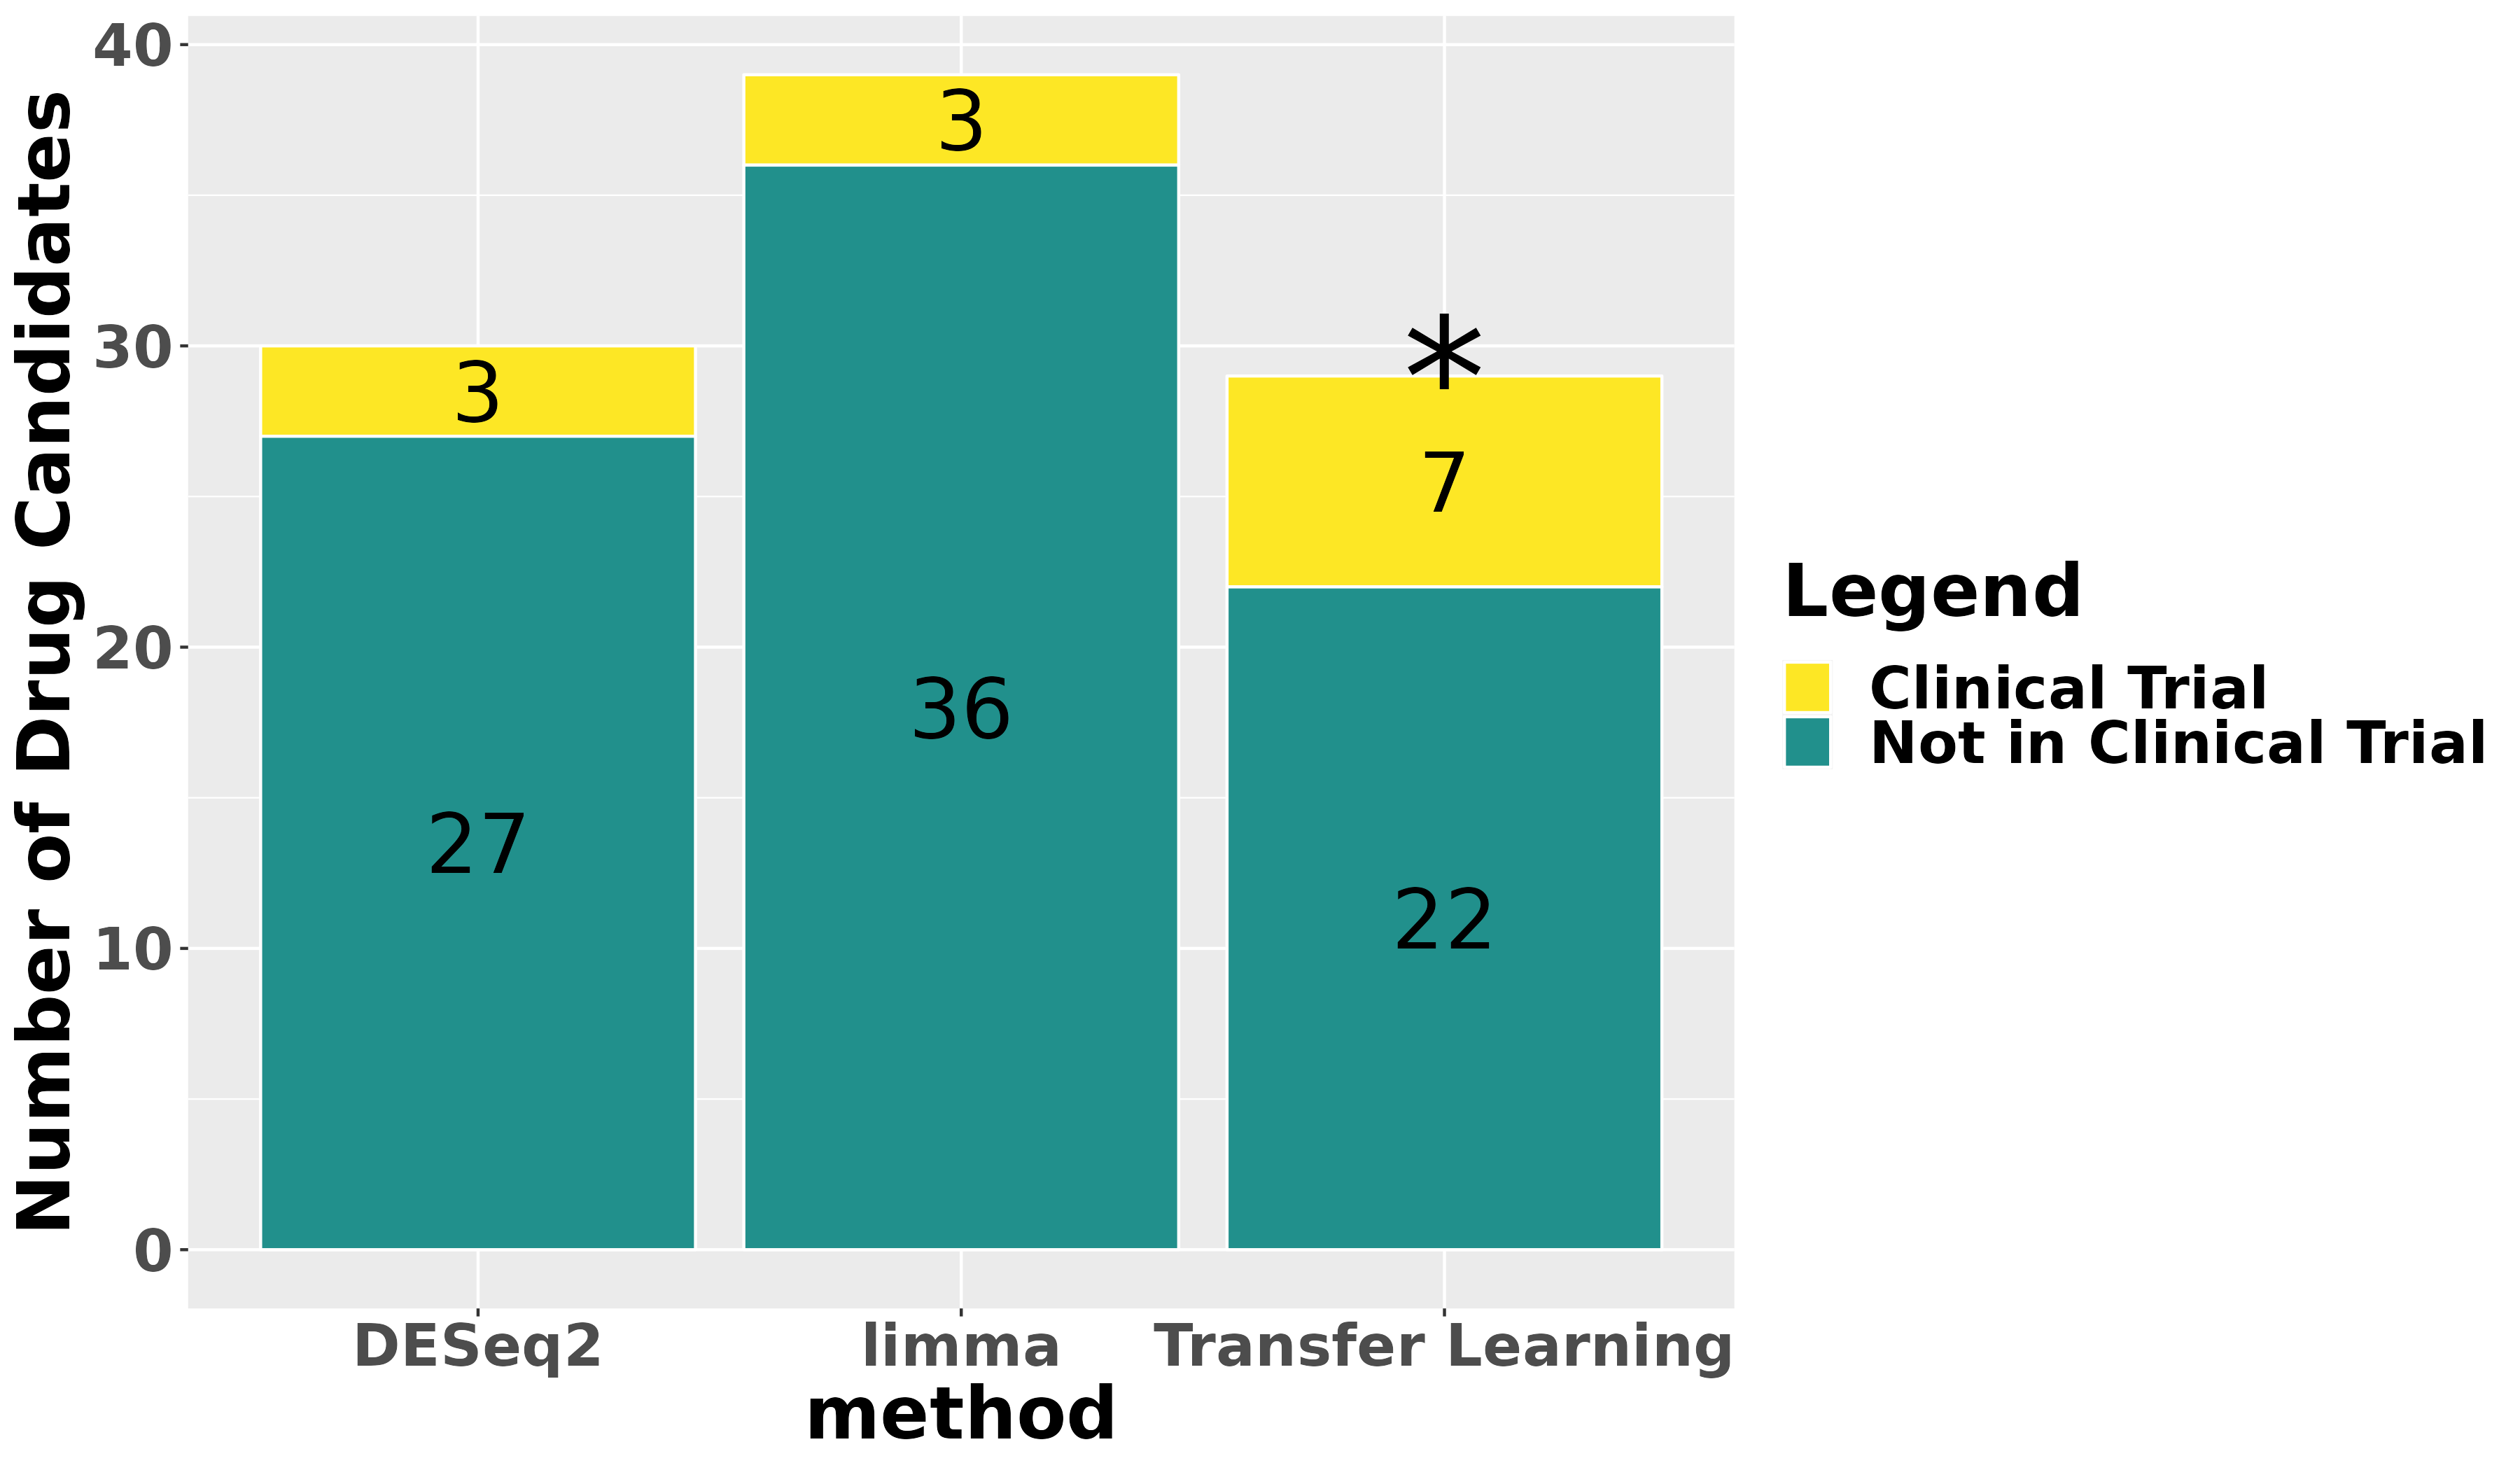 Number of Drug Candidates
40
30
20
10
0
3
27
3
36
*
7
22
DESeq2
limma
Transfer Learning
method
Legend
Clinical Trial
Not in Clinical Trial